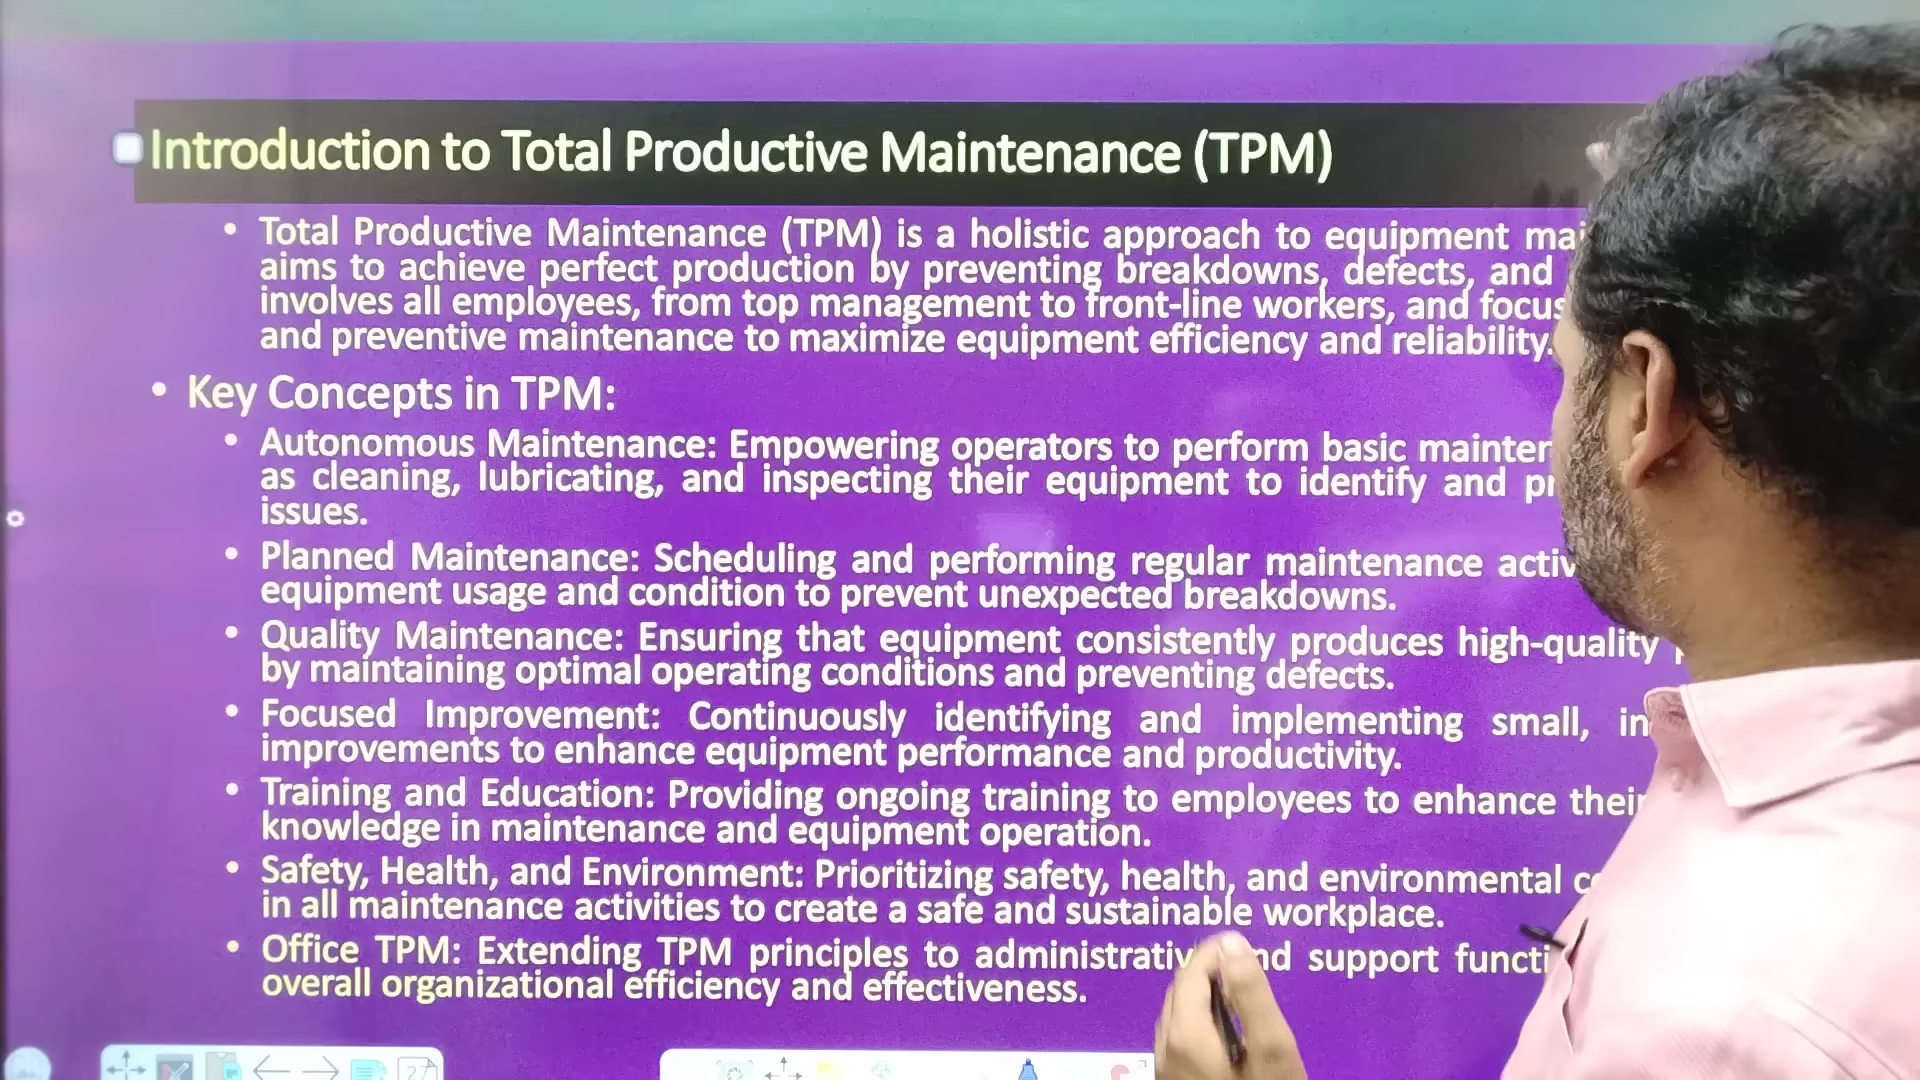 Introduction to Total Productive Maintenance (TPM)
• Total Productive Maintenance (TPM) is a holistic approach to equipment
aims to achieve perfect production by preventing breakdowns, defects, and
involves all employees, from top management to front-line workers, and
and preventive maintenance to maximize equipment efficiency and reliability.
• Key Concepts in TPM:
• Autonomous Maintenance: Empowering operators to perform basic
as cleaning, lubricating, and inspecting their equipment to identify and
issues.
• Planned Maintenance: Scheduling and performing regular maintenance
equipment usage and condition to prevent unexpected breakdowns.
• Quality Maintenance: Ensuring that equipment consistently produces high-quality
by maintaining optimal operating conditions and preventing defects.
• Focused Improvement: Continuously identifying and implementing small,
improvements to enhance equipment performance and productivity.
• Training and Education: Providing ongoing training to employees to enhance their
knowledge in maintenance and equipment operation.
• Safety, Health, and Environment: Prioritizing safety, health, and environmental
in all maintenance activities to create a safe and sustainable workplace.
• Office TPM: Extending TPM principles to support
overall organizational efficiency and effectiveness.
27